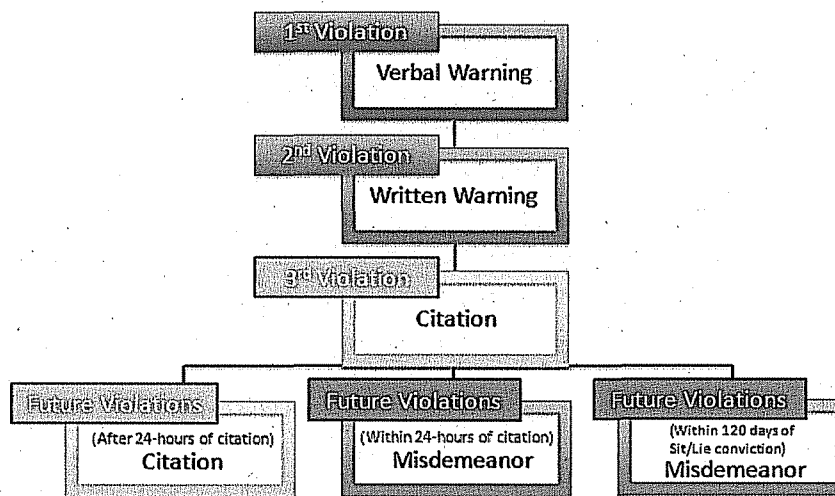 1st Violation
Verbal Warning
2nd Violation
Written Warning
3rd Violation
Citation
Future Violations
(After 24-hours of citation)
Citation
Future Violations
(Within 24-hours of citation)
Misdemeanor
Future Violations
(Within 120 days of
Sit/Lie conviction)
Misdemeanor